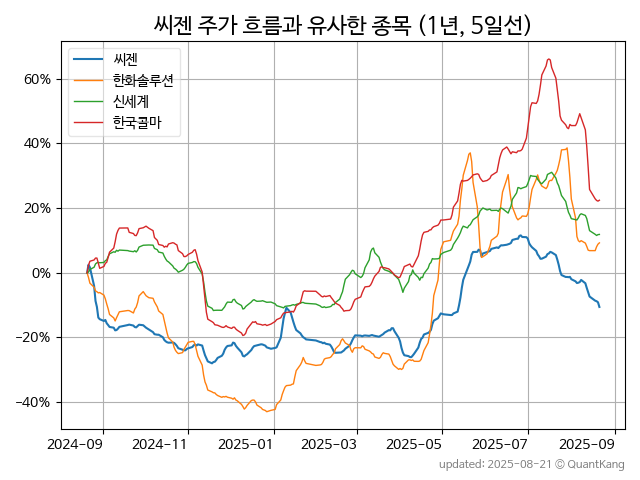 씨젠 주가 흐름과 유사한 종목 (1년, 5일선)
씨젠
한화솔루션
신세계
한국콜마
60%
40%
20%
0%
−20%
−40%
2024-09 2024-11 2025-01 2025-03 2025-05 2025-07 2025-09
updated: 2025-08-21 © QuantKang